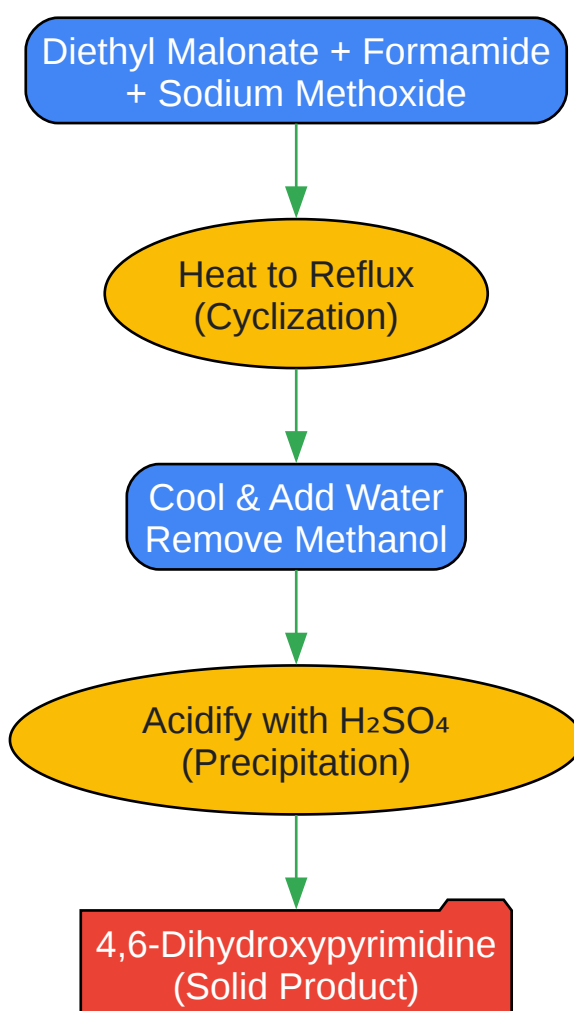 Diethyl Malonate + Formamide
+ Sodium Methoxide
Heat to Reflux
(Cyclization)
Cool & Add Water
Remove Methanol
Acidify with H₂SO₄
(Precipitation)
4,6-Dihydroxypyrimidine
(Solid Product)